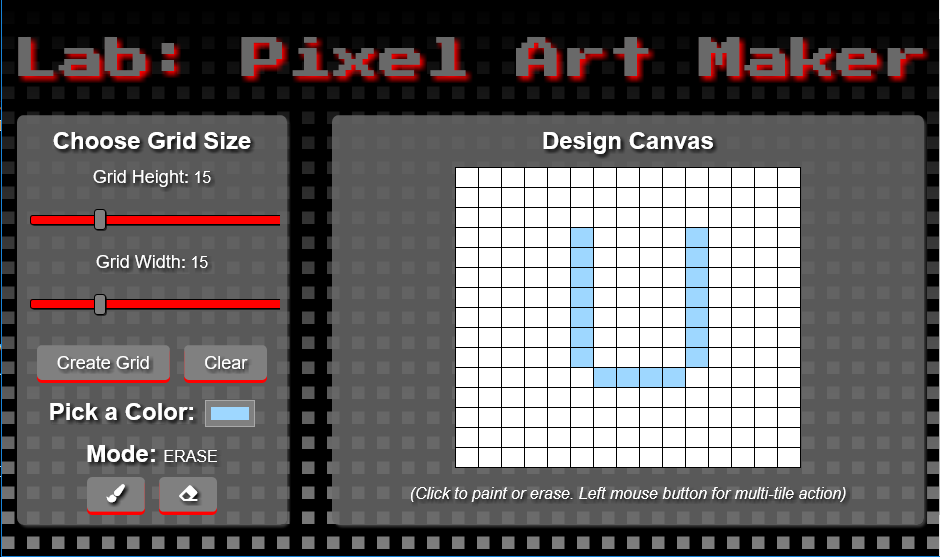 Lab: Pixel Art Maker
Choose Grid Size
Grid Height: 15
Grid Width: 15
Create Grid
Clear
Pick a Color:
Mode: ERASE
Design Canvas
(Click to paint or erase. Left mouse button for multi-tile action)